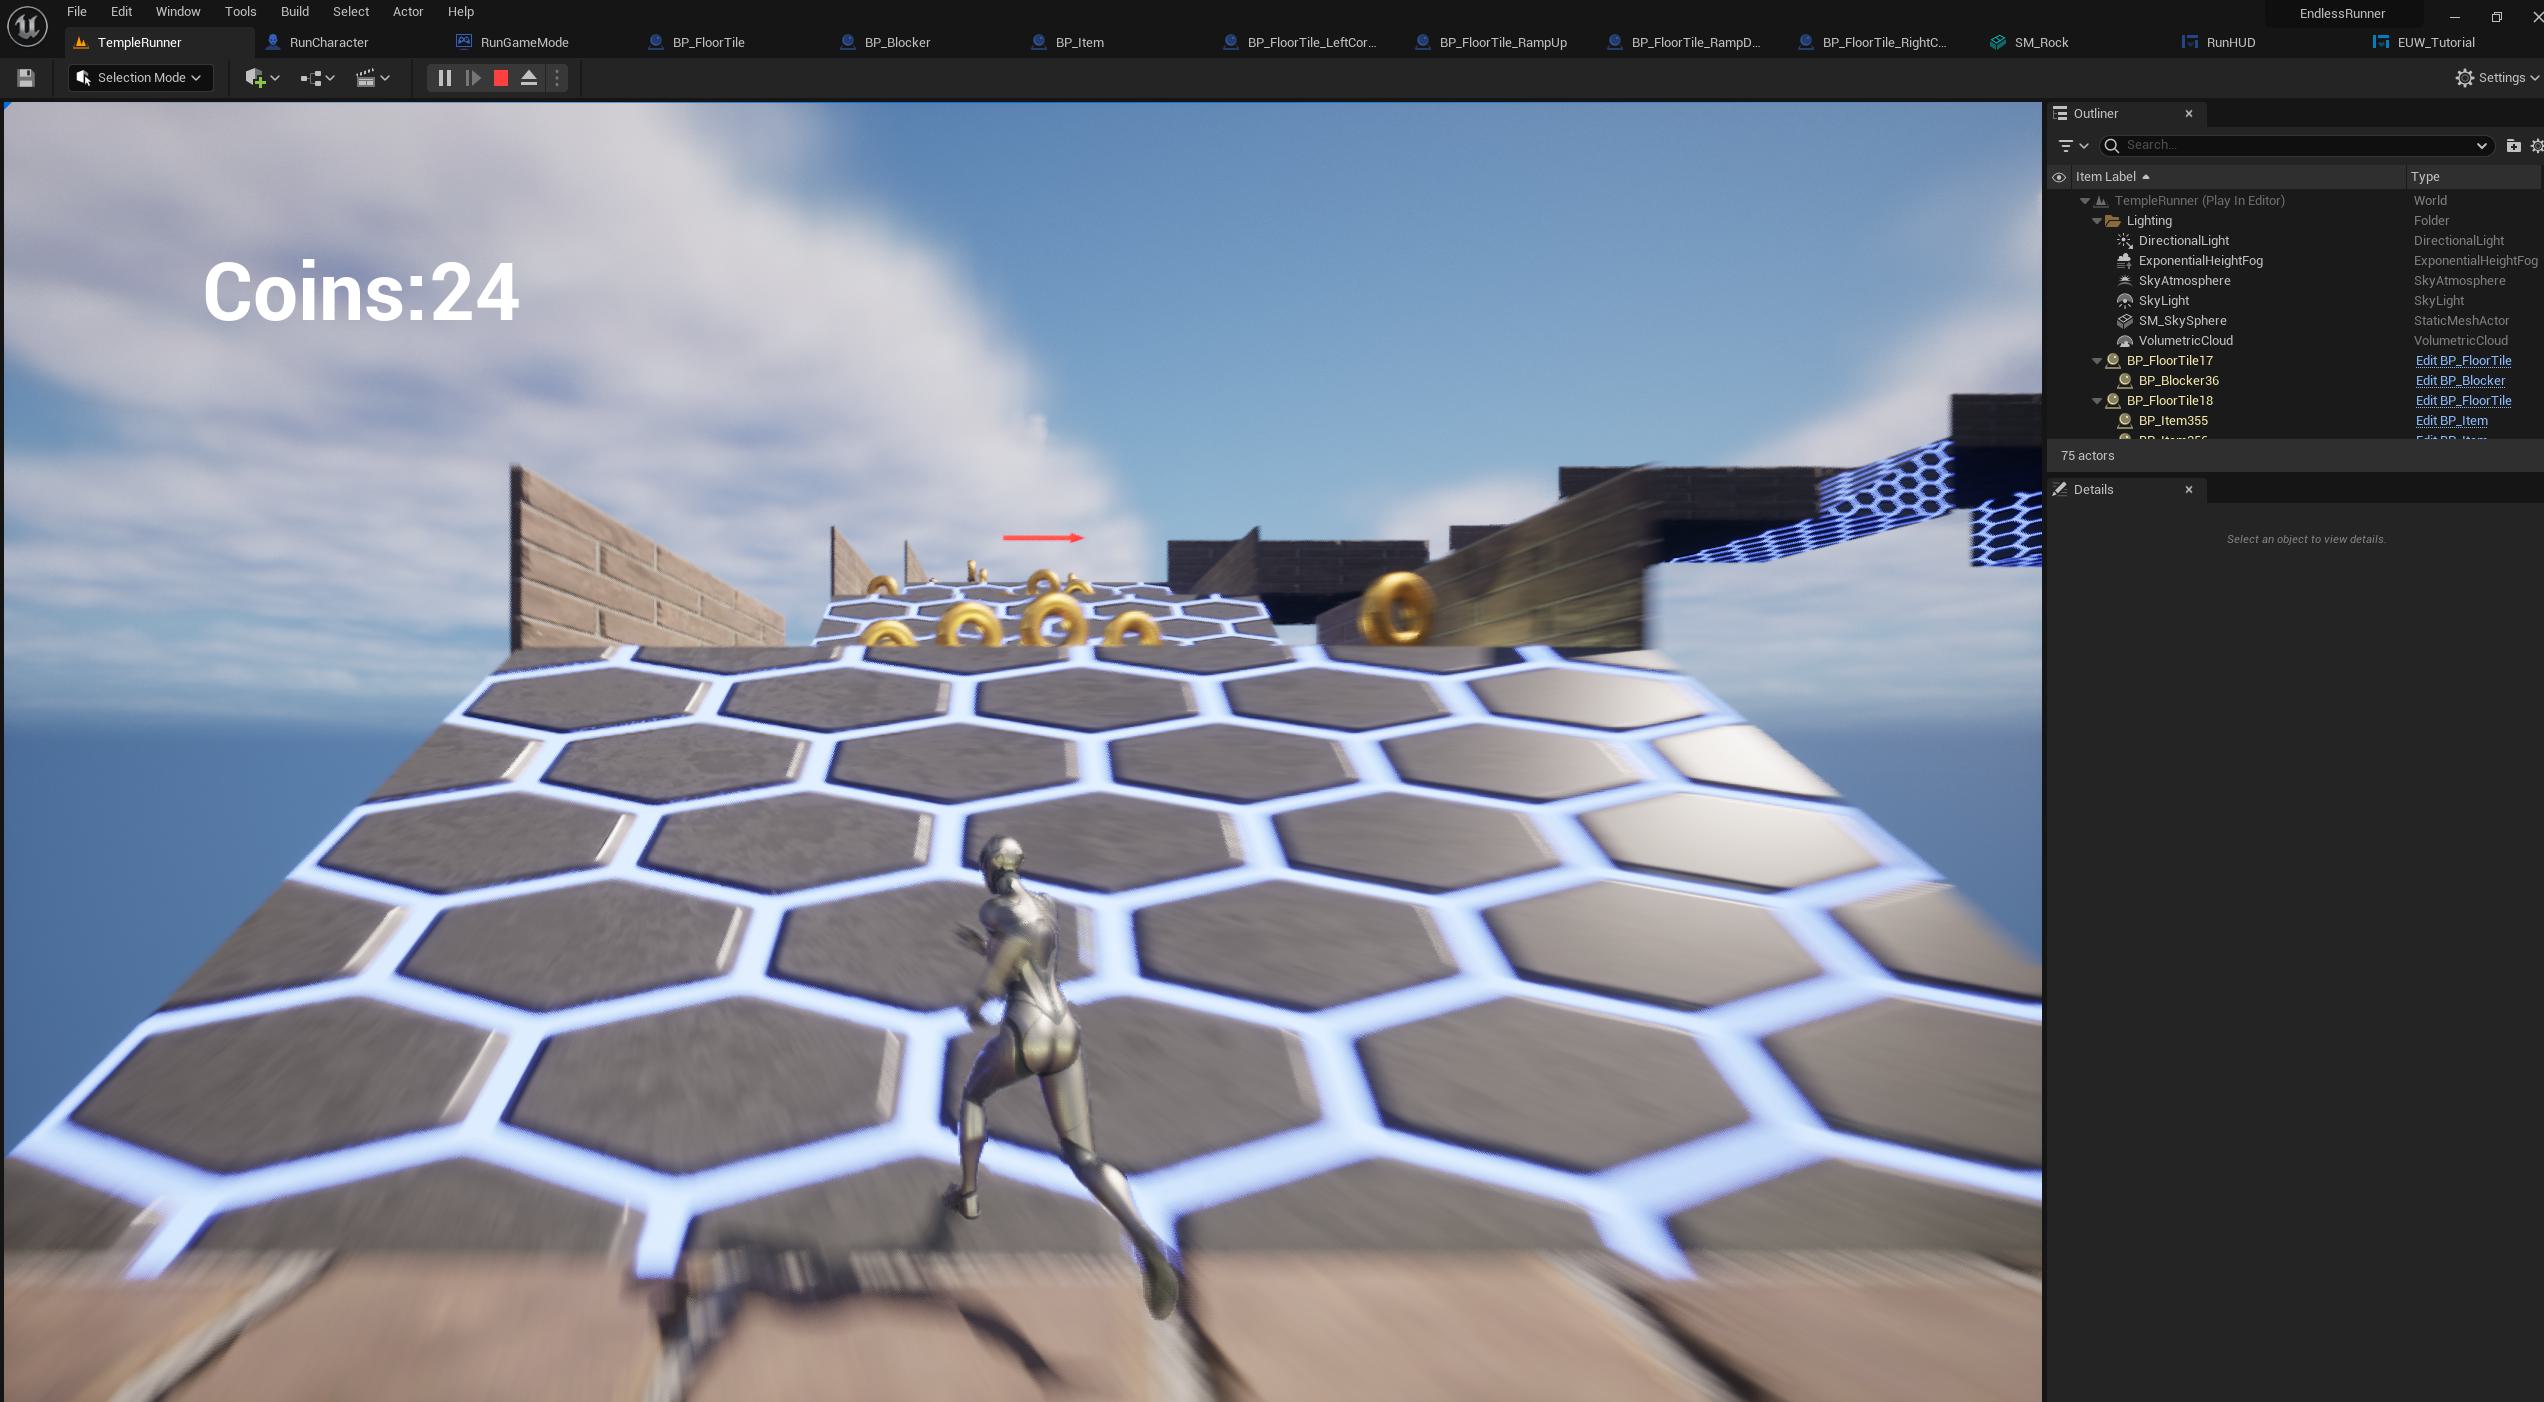 File Edit Window Tools Build Select Actor Help
EndlessRunner
TempleRunner RunCharacter RunGameMode BP_FloorTile BP_Blocker BP_Item BP_FloorTile_LeftCor... BP_FloorTile_RampUp BP_FloorTile_RampD... BP_FloorTile_RightC... SM_Rock RunHUD EUW_Tutorial
Selection Mode Settings
Coins:24
Outliner
Search...
Item Label Type
TempleRunner (Play In Editor) World
Lighting Folder
DirectionalLight DirectionalLight
ExponentialHeightFog ExponentialHeightFog
SkyAtmosphere SkyAtmosphere
SkyLight SkyLight
SM_SkySphere StaticMeshActor
VolumetricCloud VolumetricCloud
BP_FloorTile17 Edit BP_FloorTile
BP_Blocker36 Edit BP_Blocker
BP_FloorTile18 Edit BP_FloorTile
BP_Item355 Edit BP_Item
75 actors
Details
Select an object to view details.